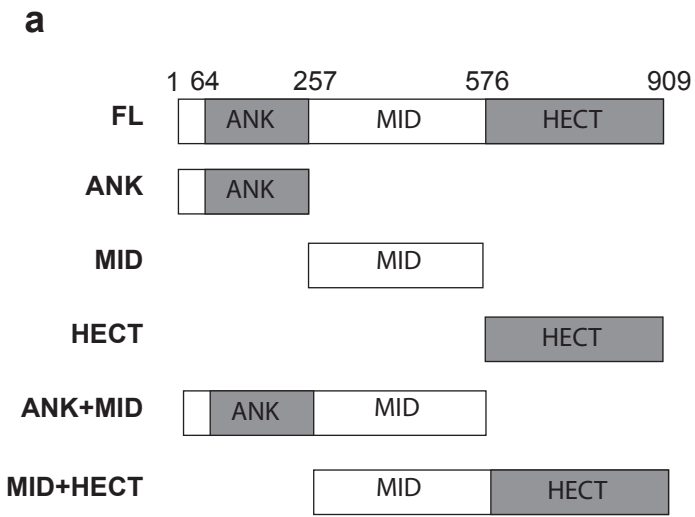 a
1 64 257 576 909
FL ANK MID HECT
ANK ANK
MID MID
HECT HECT
ANK+MID ANK MID
MID+HECT MID HECT